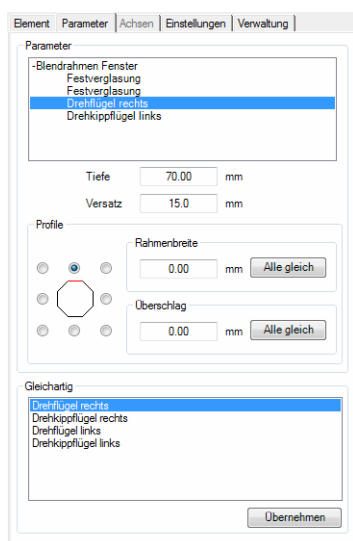 Element Parameter Achsen Einstellungen Verwaltung
Parameter
-Blendrahmen Fenster
Festverglasung
Festverglasung
Drehflügel rechts
Drehkippflügel links
Tiefe 70.00 mm
Versatz 15.0 mm
Profile
Rahmenbreite
0.00 mm Alle gleich
Überschlag
0.00 mm Alle gleich
Gleichartig
Drehflügel rechts
Drehkippflügel rechts
Drehflügel links
Drehkippflügel links
Übernehmen